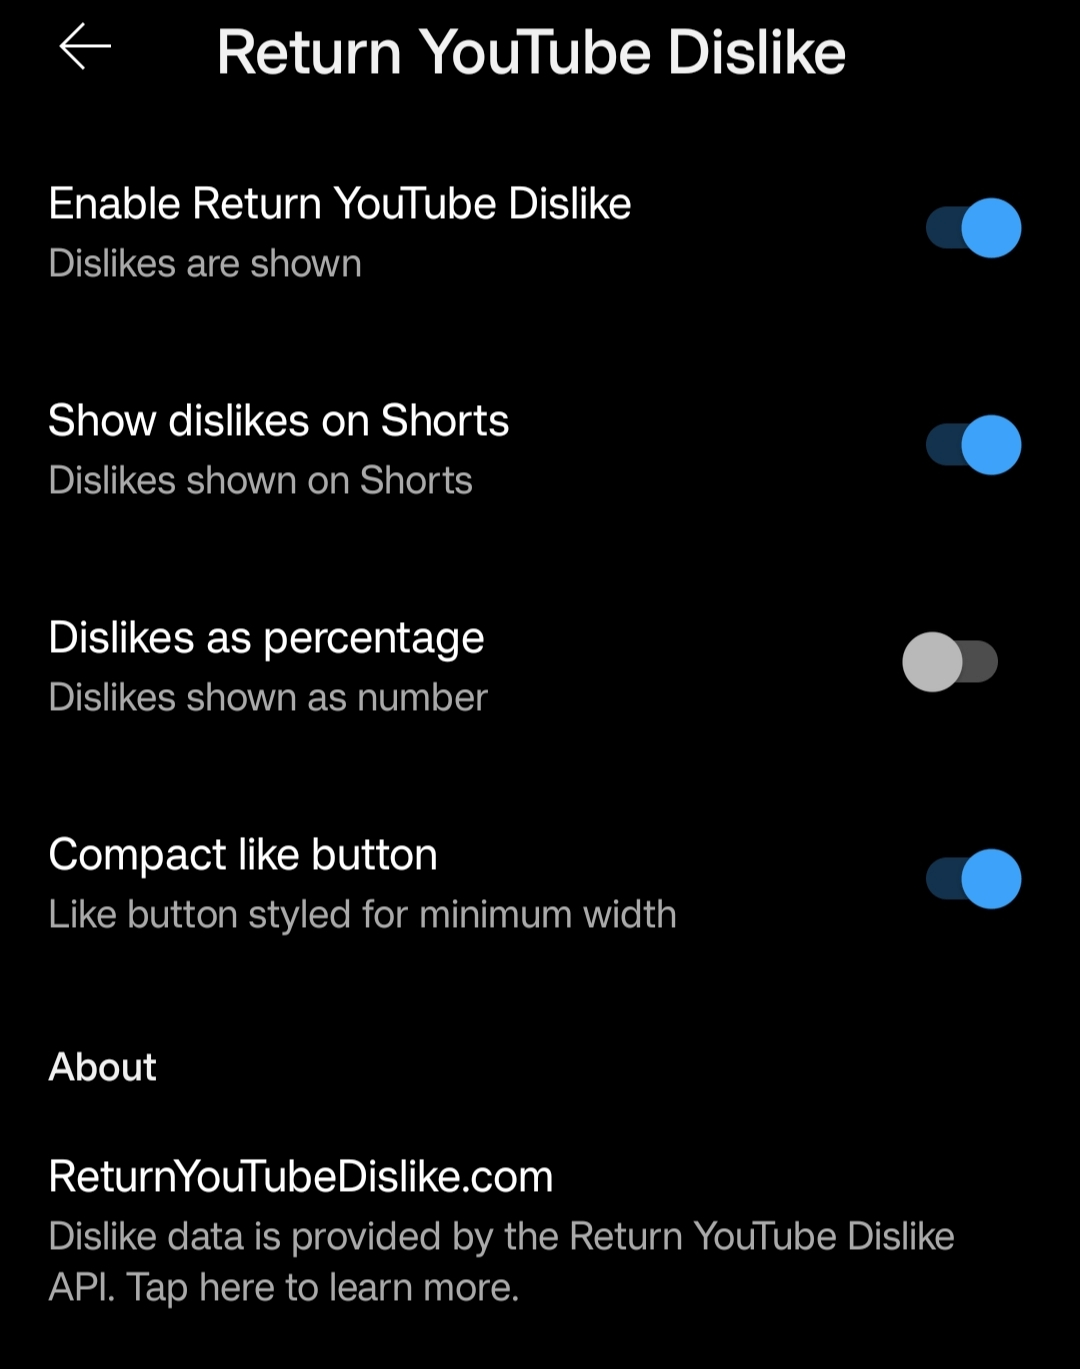 Return YouTube Dislike
Enable Return YouTube Dislike
Dislikes are shown
Show dislikes on Shorts
Dislikes shown on Shorts
Dislikes as percentage
Dislikes shown as number
Compact like button
Like button styled for minimum width
About
ReturnYouTubeDislike.com
Dislike data is provided by the Return YouTube Dislike
API. Tap here to learn more.